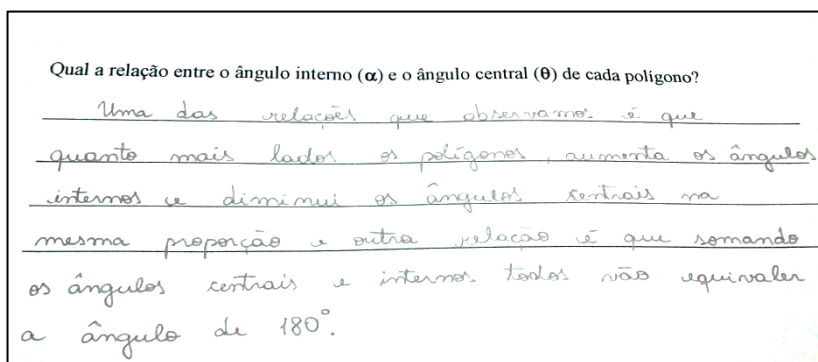 Qual a relação entre o ângulo interno (α) e o ângulo central (θ) de cada polígono?
Uma das relações que observamos é que
quanto mais lados os polígonos, aumenta os ângulos
internos e diminui os ângulos centrais na
mesma proporção e outra relação é que somando
os ângulos centrais e internos todos vão equivaler
a ângulo de 180°.